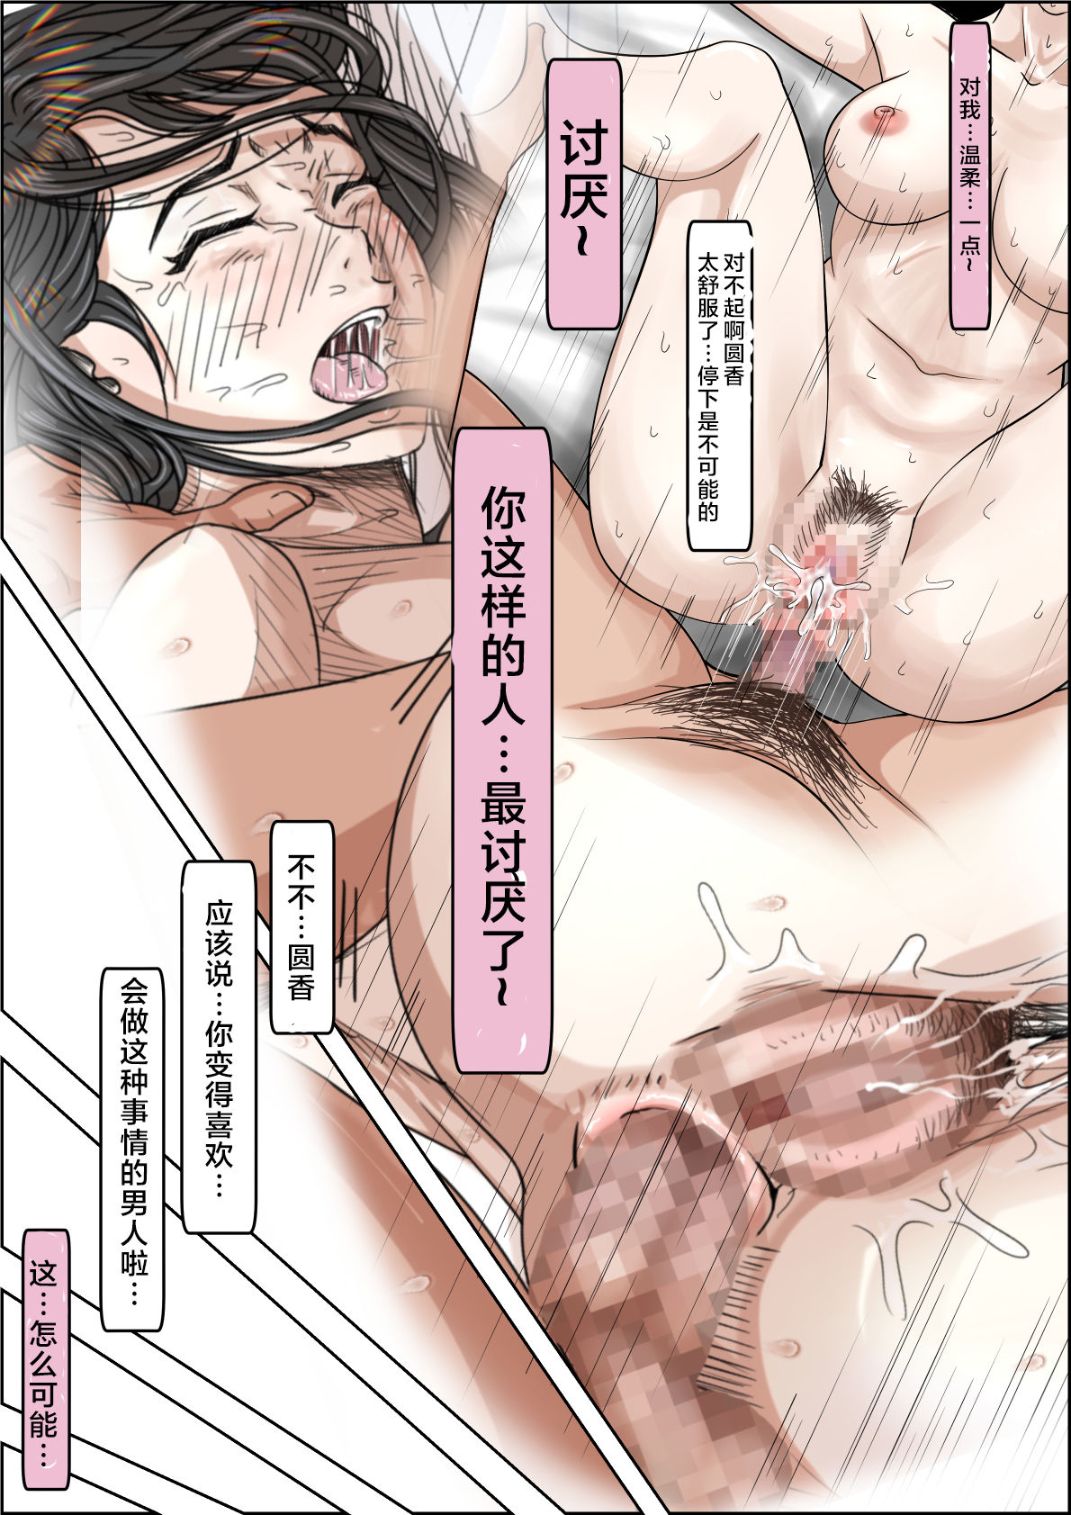 对我…温柔…一点~
讨厌~
对不起啊圆香
太舒服了…停下是不可能的
你这样的人…最讨厌了~
不不…圆香
应该说…你变得喜欢…
会做这种事情的男人啦…
这…怎么可能…